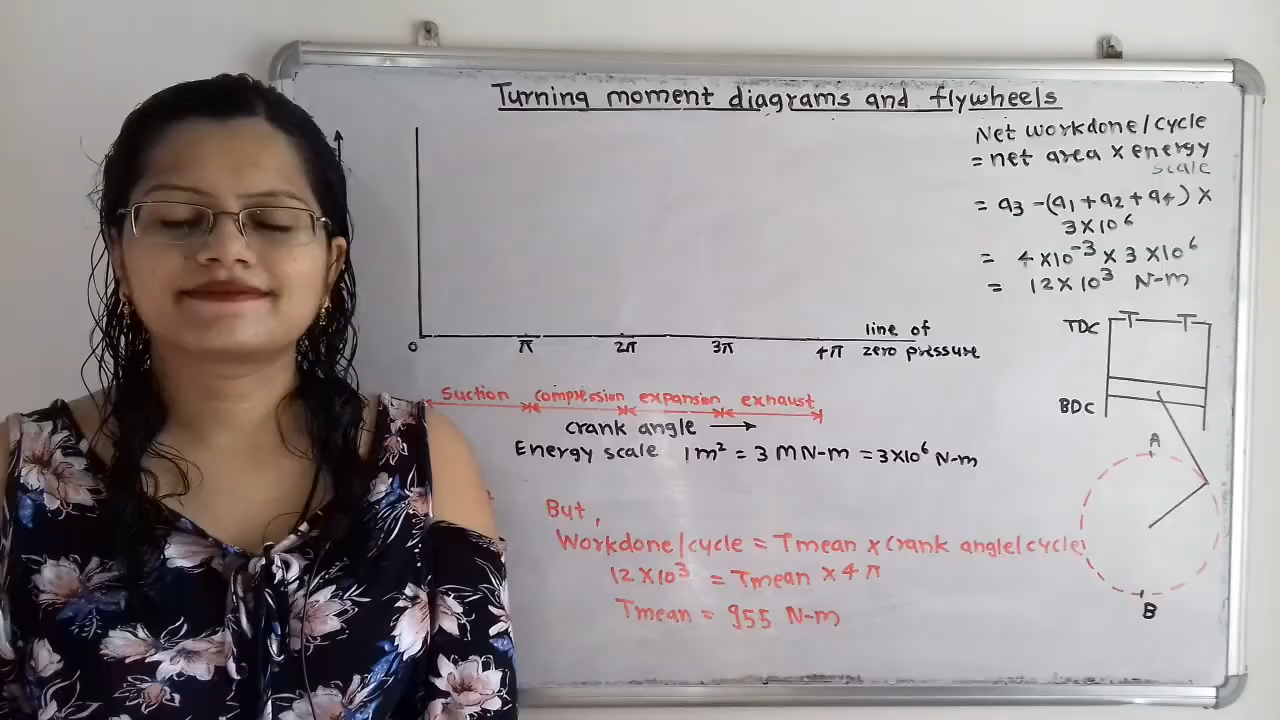 Turning moment diagrams and flywheels
Net workdone/cycle
= net area x energy
scale
= a3 -(a1 + a2 + a4) x
3x10⁶
= 4x10⁻³ x 3x10⁶
= 12x10³ N-m
0 π 2π 3π 4π
line of
zero pressure
suction compression expansion exhaust
crank angle →
Energy scale 1m² = 3 MN-m = 3x10⁶ N-m
But,
Workdone/cycle = Tmean x crank angle/cycle
12x10³ = Tmean x 4π
Tmean = 955 N-m
TDC
BDC
A
B